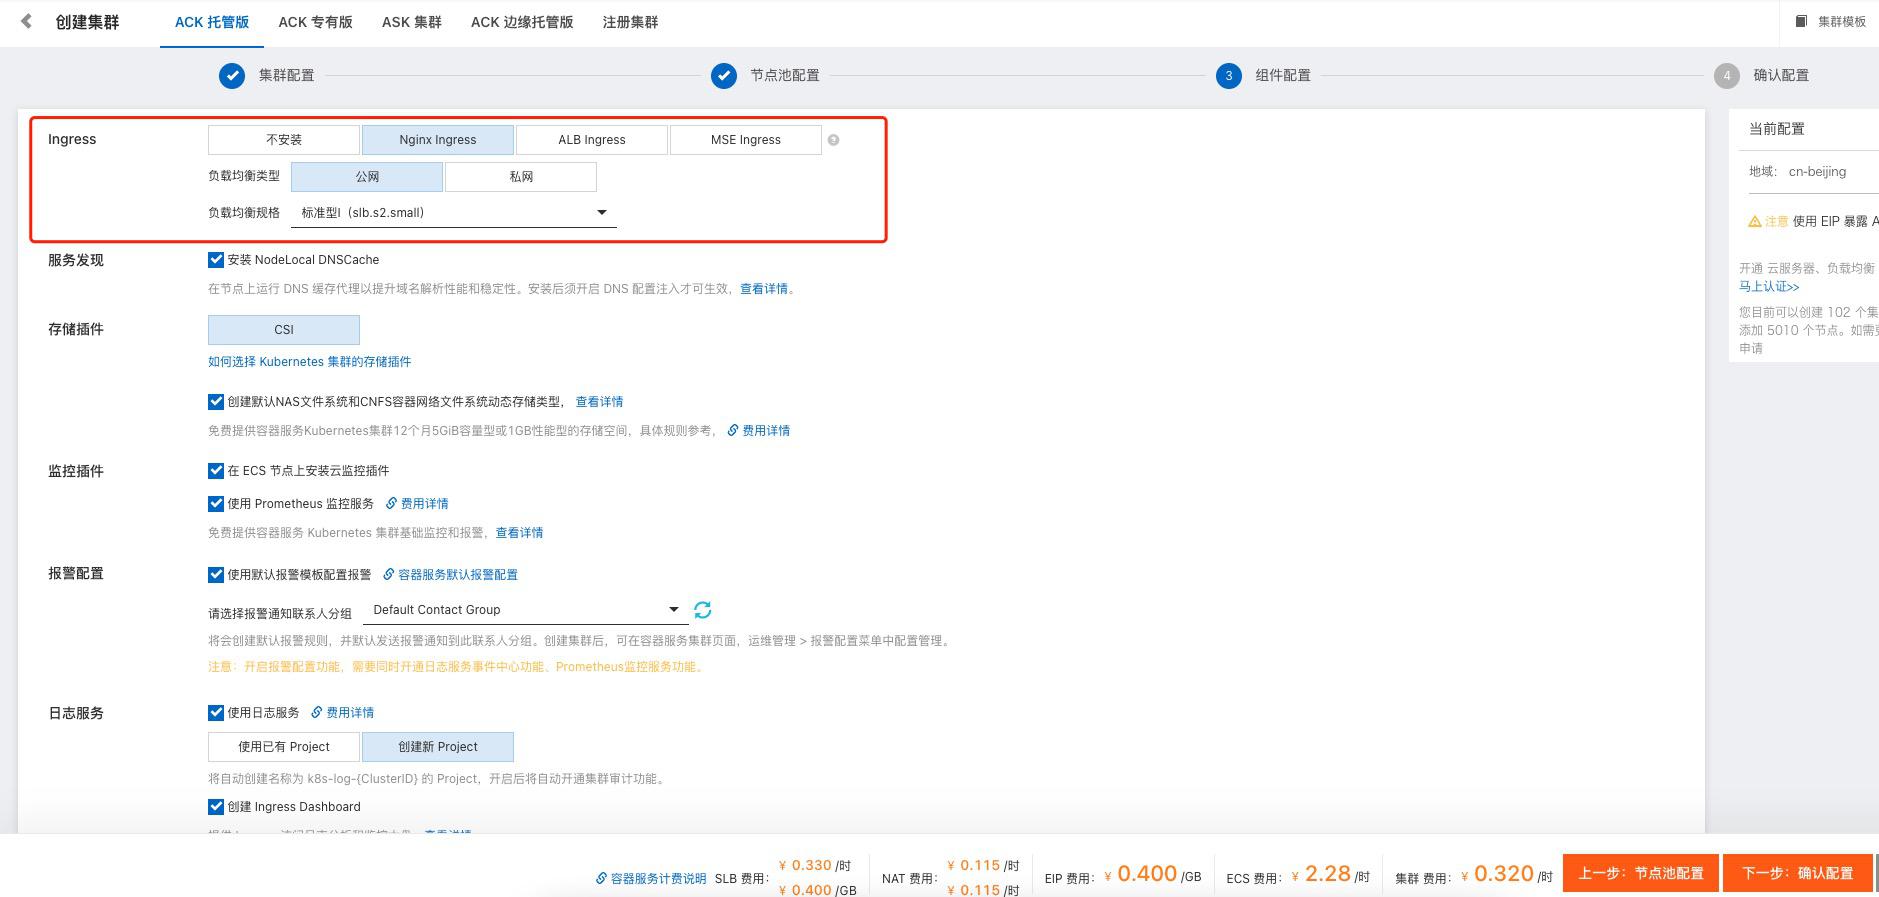 创建集群 ACK 托管版 ACK 专有版 ASK 集群 ACK 边缘托管版 注册集群 集群模板
集群配置 节点池配置 3 组件配置 4 确认配置
Ingress 不安装 Nginx Ingress ALB Ingress MSE Ingress
负载均衡类型 公网 私网
负载均衡规格 标准型I（slb.s2.small）
服务发现 安装 NodeLocal DNSCache
在节点上运行 DNS 缓存代理以提升域名解析性能和稳定性。安装后须开启 DNS 配置注入才可生效，查看详情。
存储插件 CSI
如何选择 Kubernetes 集群的存储插件
创建默认NAS文件系统和CNFS容器网络文件系统动态存储类型， 查看详情
免费提供容器服务Kubernetes集群12个月5GiB容量型或1GB性能型的存储空间，具体规则参考， 费用详情
监控插件 在 ECS 节点上安装云监控插件
使用 Prometheus 监控服务 费用详情
免费提供容器服务 Kubernetes 集群基础监控和报警，查看详情
报警配置 使用默认报警模板配置报警 容器服务默认报警配置
请选择报警通知联系人分组 Default Contact Group
将会创建默认报警规则，并默认发送报警通知到此联系人分组。创建集群后，可在容器服务集群页面，运维管理 > 报警配置菜单中配置管理。
注意：开启报警配置功能，需要同时开通日志服务事件中心功能、Prometheus监控服务功能。
日志服务 使用日志服务 费用详情
使用已有 Project 创建新 Project
将自动创建名称为 k8s-log-{ClusterID} 的 Project，开启后将自动开通集群审计功能。
创建 Ingress Dashboard
当前配置
地域： cn-beijing
注意 使用 EIP 暴露 A
开通 云服务器、负载均衡
马上认证>>
您目前可以创建 102 个集
添加 5010 个节点。如需
申请
容器服务计费说明 SLB 费用： ￥ 0.330 /时 ￥ 0.400 /GB NAT 费用： ￥ 0.115 /时 ￥ 0.115 /时 EIP 费用： ￥ 0.400 /GB ECS 费用： ￥ 2.28 /时 集群 费用： ￥ 0.320 /时 上一步：节点池配置 下一步：确认配置